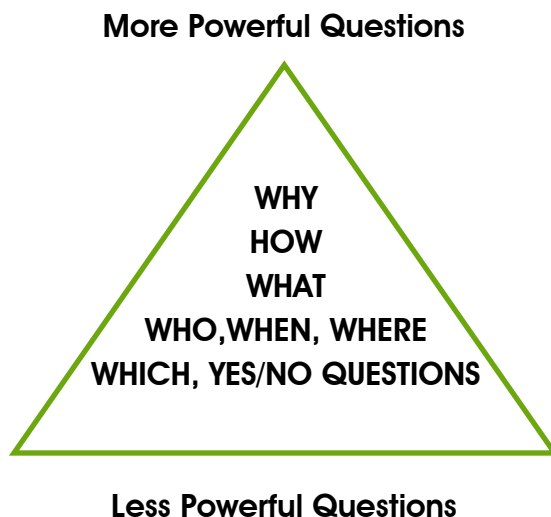 More Powerful Questions
WHY
HOW
WHAT
WHO,WHEN, WHERE
WHICH, YES/NO QUESTIONS
Less Powerful Questions